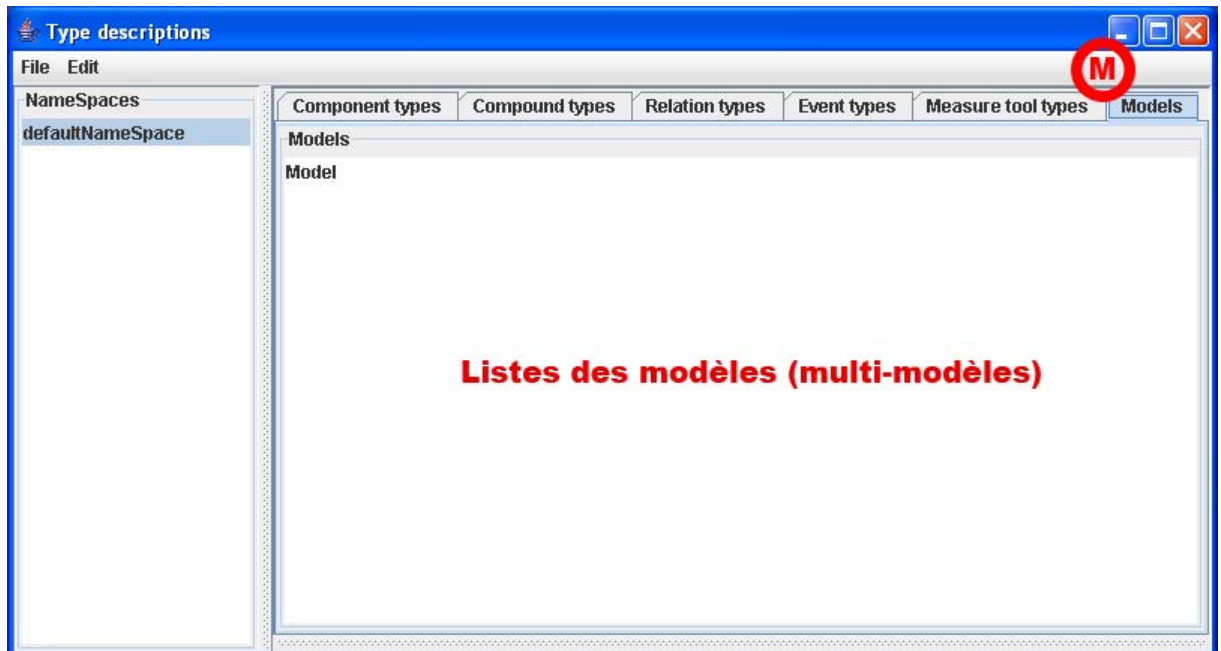 Type descriptions
File Edit
M
NameSpaces
defaultNameSpace
Component types Compound types Relation types Event types Measure tool types Models
Models
Model
Listes des modèles (multi-modèles)